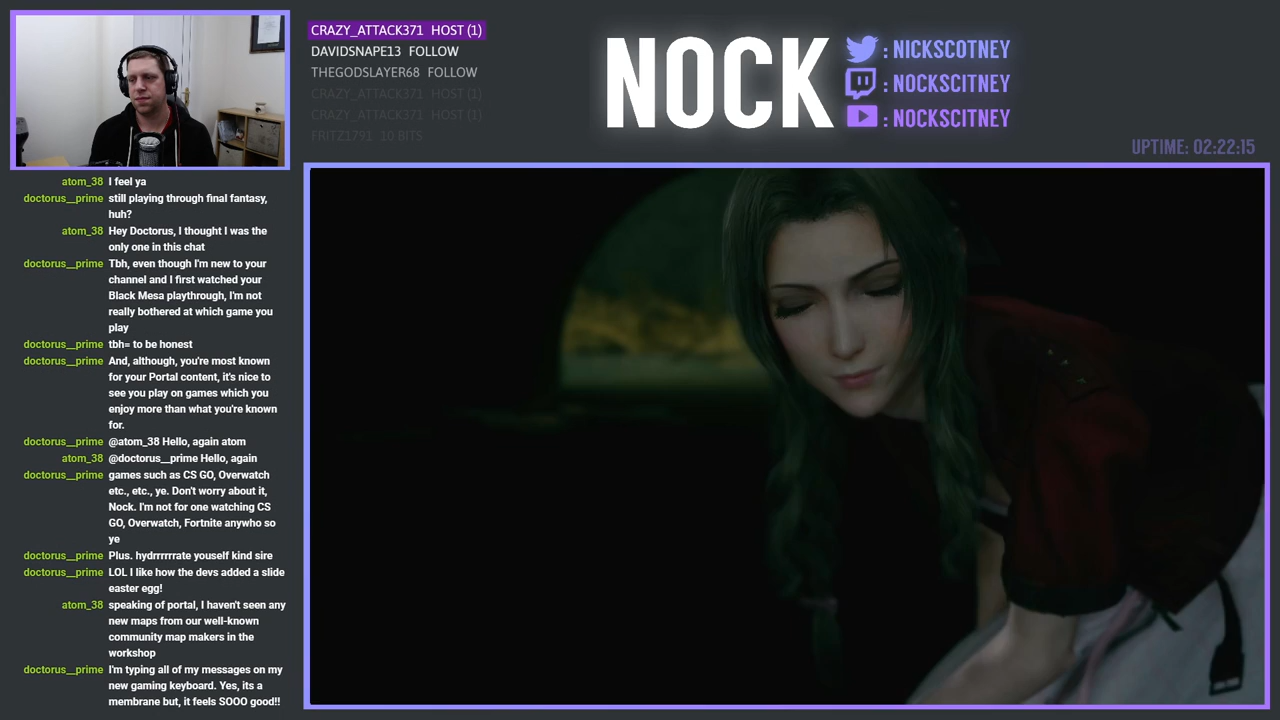 CRAZY_ATTACK371 HOST (1)
DAVIDSNAPE13 FOLLOW
THEGODSLAYER68 FOLLOW
CRAZY_ATTACK371 HOST (1)
CRAZY_ATTACK371 HOST (1)
FRITZ1791 10 BITS
NOCK
: NICKSCOTNEY
: NOCKSCITNEY
: NOCKSCITNEY
UPTIME: 02:22:15
atom_38 I feel ya
doctorus__prime still playing through final fantasy,
huh?
atom_38 Hey Doctorus, I thought I was the
only one in this chat
doctorus__prime Tbh, even though I'm new to your
channel and I first watched your
Black Mesa playthrough, I'm not
really bothered at which game you
play
doctorus__prime tbh= to be honest
doctorus__prime And, although, you're most known
for your Portal content, it's nice to
see you play on games which you
enjoy more than what you're known
for.
doctorus__prime @atom_38 Hello, again atom
atom_38 @doctorus__prime Hello, again
doctorus__prime games such as CS GO, Overwatch
etc., etc., ye. Don't worry about it,
Nock. I'm not for one watching CS
GO, Overwatch, Fortnite anywho so
ye
doctorus__prime Plus. hydrrrrrrate youself kind sire
doctorus__prime LOL I like how the devs added a slide
easter egg!
atom_38 speaking of portal, I haven't seen any
new maps from our well-known
community map makers in the
workshop
doctorus__prime I'm typing all of my messages on my
new gaming keyboard. Yes, its a
membrane but, it feels SOOO good!!